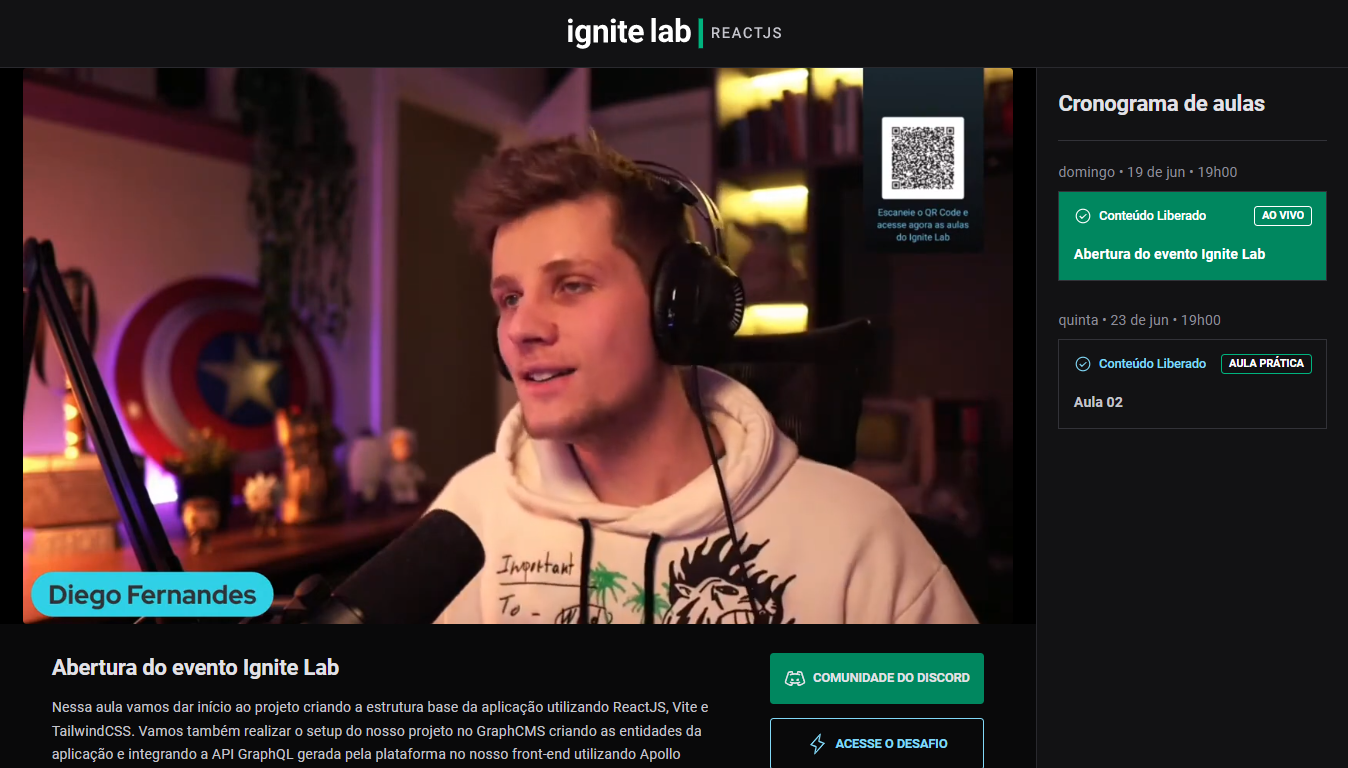 ignite lab | REACTJS
Escaneie o QR Code e
acesse agora as aulas
do Ignite Lab
Important
To -
Diego Fernandes
Abertura do evento Ignite Lab
Nessa aula vamos dar início ao projeto criando a estrutura base da aplicação utilizando ReactJS, Vite e
TailwindCSS. Vamos também realizar o setup do nosso projeto no GraphCMS criando as entidades da
aplicação e integrando a API GraphQL gerada pela plataforma no nosso front-end utilizando Apollo
COMUNIDADE DO DISCORD
ACESSE O DESAFIO
Cronograma de aulas
domingo • 19 de jun • 19h00
Conteúdo Liberado AO VIVO
Abertura do evento Ignite Lab
quinta • 23 de jun • 19h00
Conteúdo Liberado AULA PRÁTICA
Aula 02